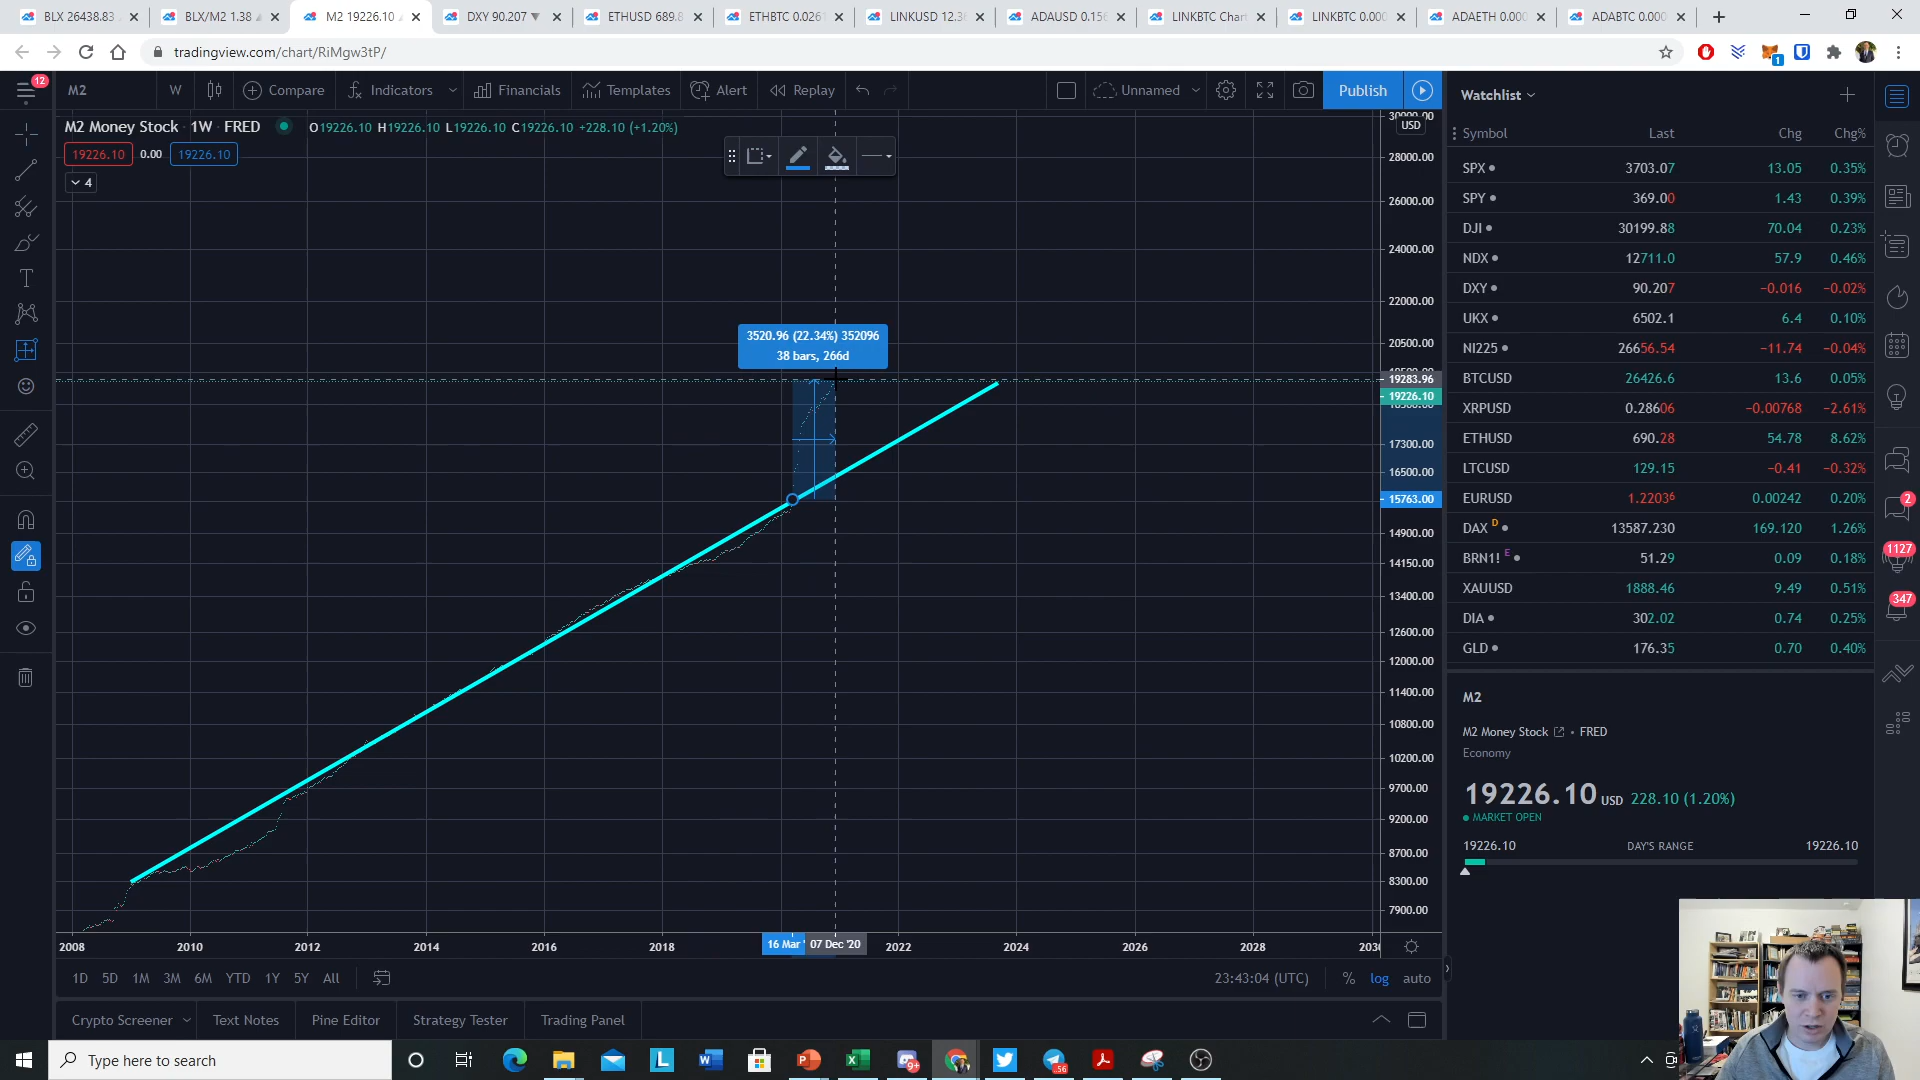 BLX 26438.83
BLX/M2 1.38
M2 19226.10
DXY 90.207
ETHUSD 689.8
ETHBTC 0.026
LINKUSD 12.3
ADAUSD 0.156
LINKBTC Chart
LINKBTC 0.000
ADAETH 0.000
ADABTC 0.000
tradingview.com/chart/RiMgw3tP/
1
12
M2
W
Compare
Indicators
Financials
Templates
Alert
Replay
Unnamed
Publish
M2 Money Stock · 1W · FRED
O19226.10 H19226.10 L19226.10 C19226.10 +228.10 (+1.20%)
19226.10 0.00 19226.10
4
3520.96 (22.34%) 352096
38 bars, 266d
USD
28000.00
26000.00
24000.00
22000.00
20500.00
19283.96
19226.10
17300.00
16500.00
15763.00
14900.00
14150.00
13400.00
12600.00
12000.00
11400.00
10800.00
10200.00
9700.00
9200.00
8700.00
8300.00
7900.00
2008 2010 2012 2014 2016 2018 16 Mar ' 07 Dec '20 2022 2024 2026 2028
1D 5D 1M 3M 6M YTD 1Y 5Y All
23:43:04 (UTC) % log auto
Crypto Screener
Text Notes
Pine Editor
Strategy Tester
Trading Panel
Watchlist
Symbol Last Chg Chg%
SPX 3703.07 13.05 0.35%
SPY 369.00 1.43 0.39%
DJI 30199.88 70.04 0.23%
NDX 12711.0 57.9 0.46%
DXY 90.207 −0.016 −0.02%
UKX 6502.1 6.4 0.10%
NI225 26656.54 −11.74 −0.04%
BTCUSD 26426.6 13.6 0.05%
XRPUSD 0.28606 −0.00768 −2.61%
ETHUSD 690.28 54.78 8.62%
LTCUSD 129.15 −0.41 −0.32%
EURUSD 1.22036 0.00242 0.20%
DAX D 13587.230 169.120 1.26%
BRN1! E 51.29 0.09 0.18%
XAUUSD 1888.46 9.49 0.51%
DIA 302.02 0.74 0.25%
GLD 176.35 0.70 0.40%
2
1127
347
M2
M2 Money Stock · FRED
Economy
19226.10 USD 228.10 (1.20%)
MARKET OPEN
19226.10 DAY'S RANGE 19226.10
Type here to search